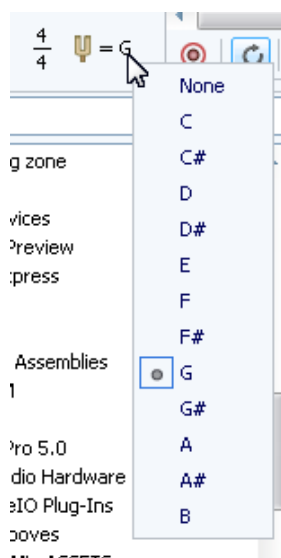 4
4 = G
None
C
C#
D
D#
E
F
F#
G
G#
A
A#
B
g zone
vices
Preview
xpress
Assemblies
Pro 5.0
dio Hardware
eIO Plug-Ins
ooves